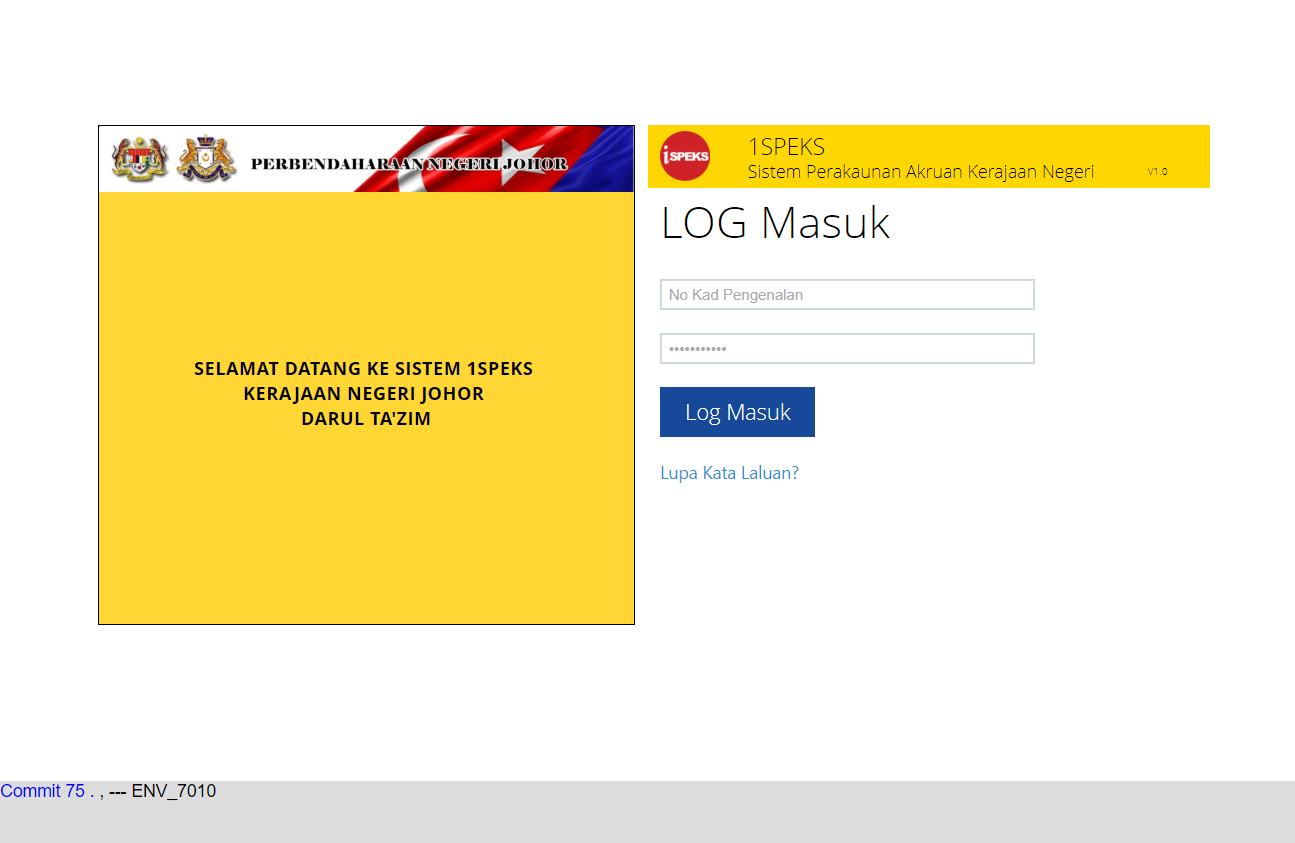 PERBENDAHARAAN NEGERI JOHOR
SELAMAT DATANG KE SISTEM 1SPEKS
KERAJAAN NEGERI JOHOR
DARUL TA'ZIM
iSPEKS
1SPEKS
Sistem Perakaunan Akruan Kerajaan Negeri
V1.0
LOG Masuk
No Kad Pengenalan
•••••••••••
Log Masuk
Lupa Kata Laluan?
Commit 75 . , --- ENV_7010